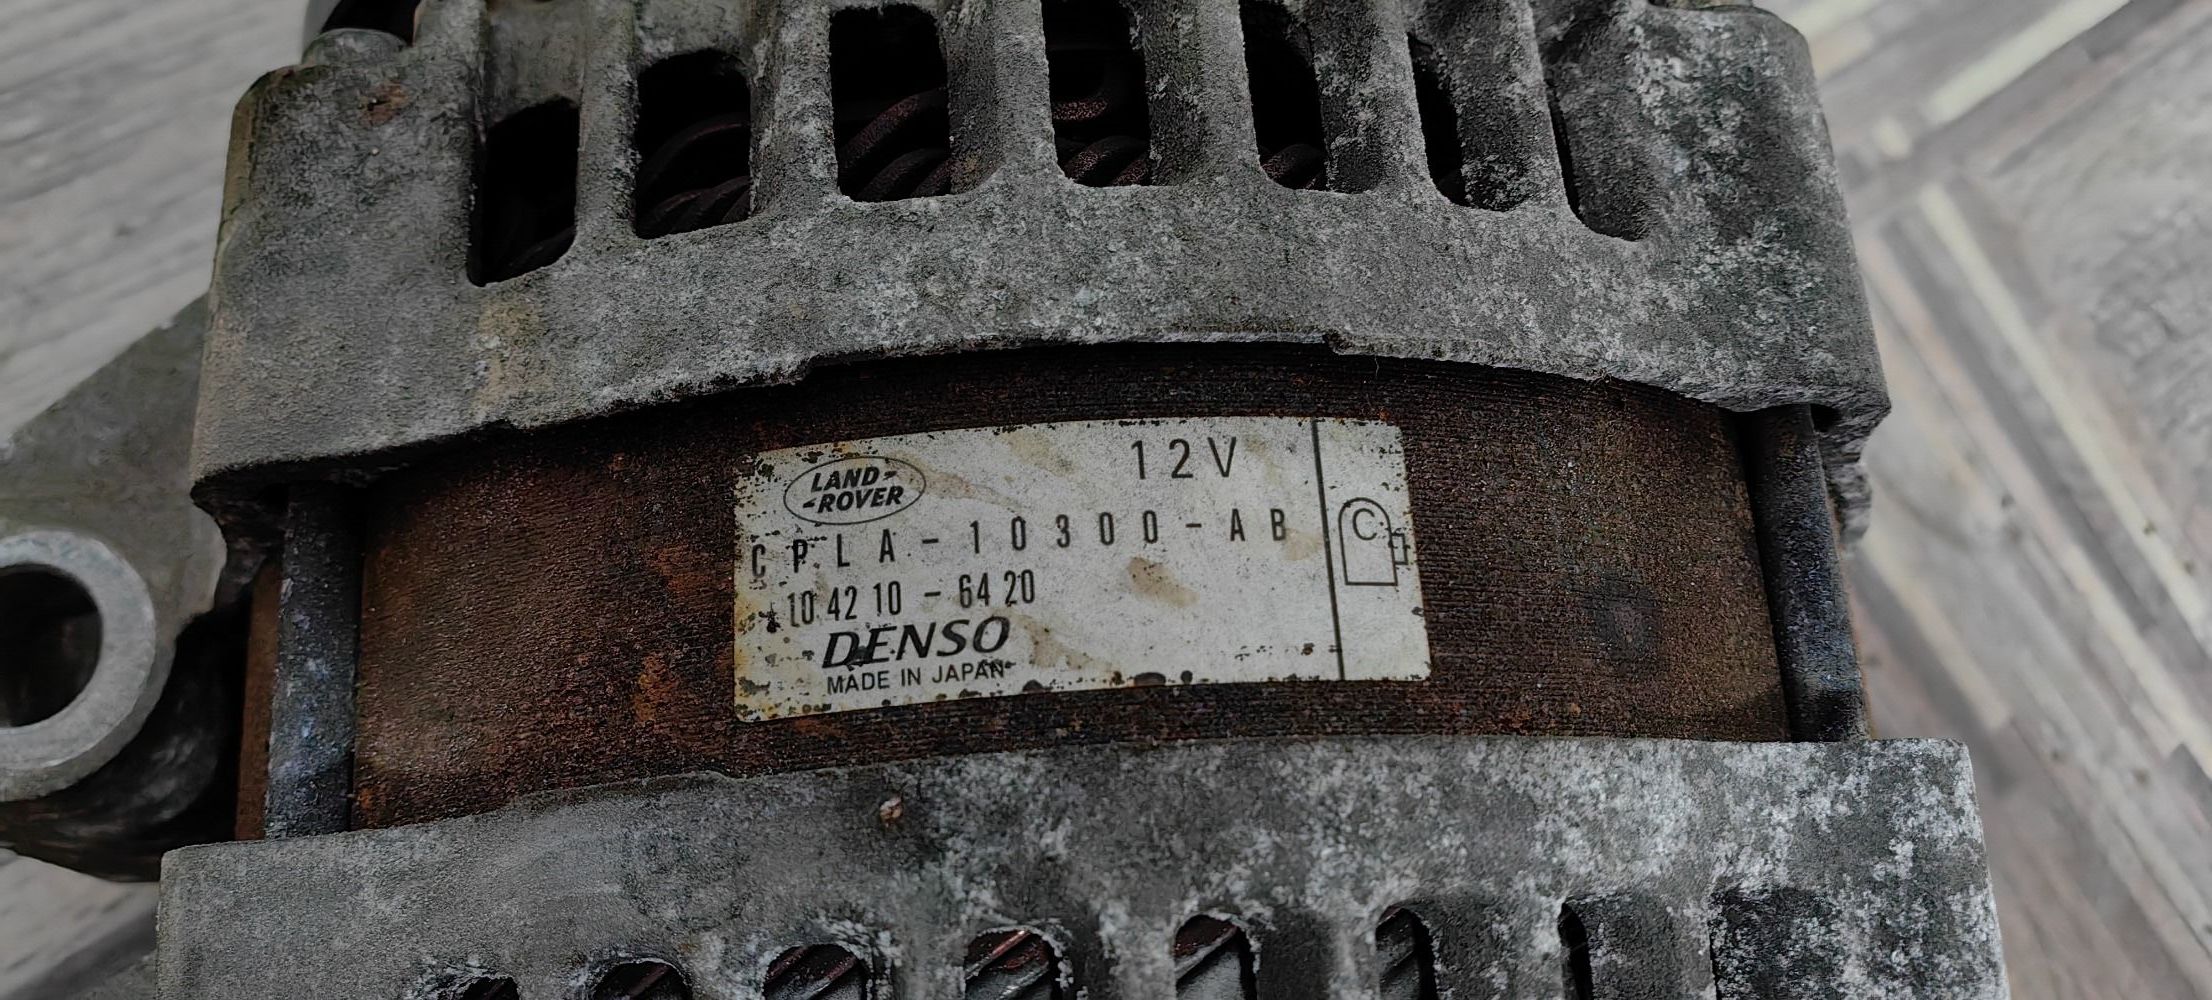 12V
LAND-
-ROVER
CPLA-10300-AB
C
104210-6420
DENSO
MADE IN JAPAN